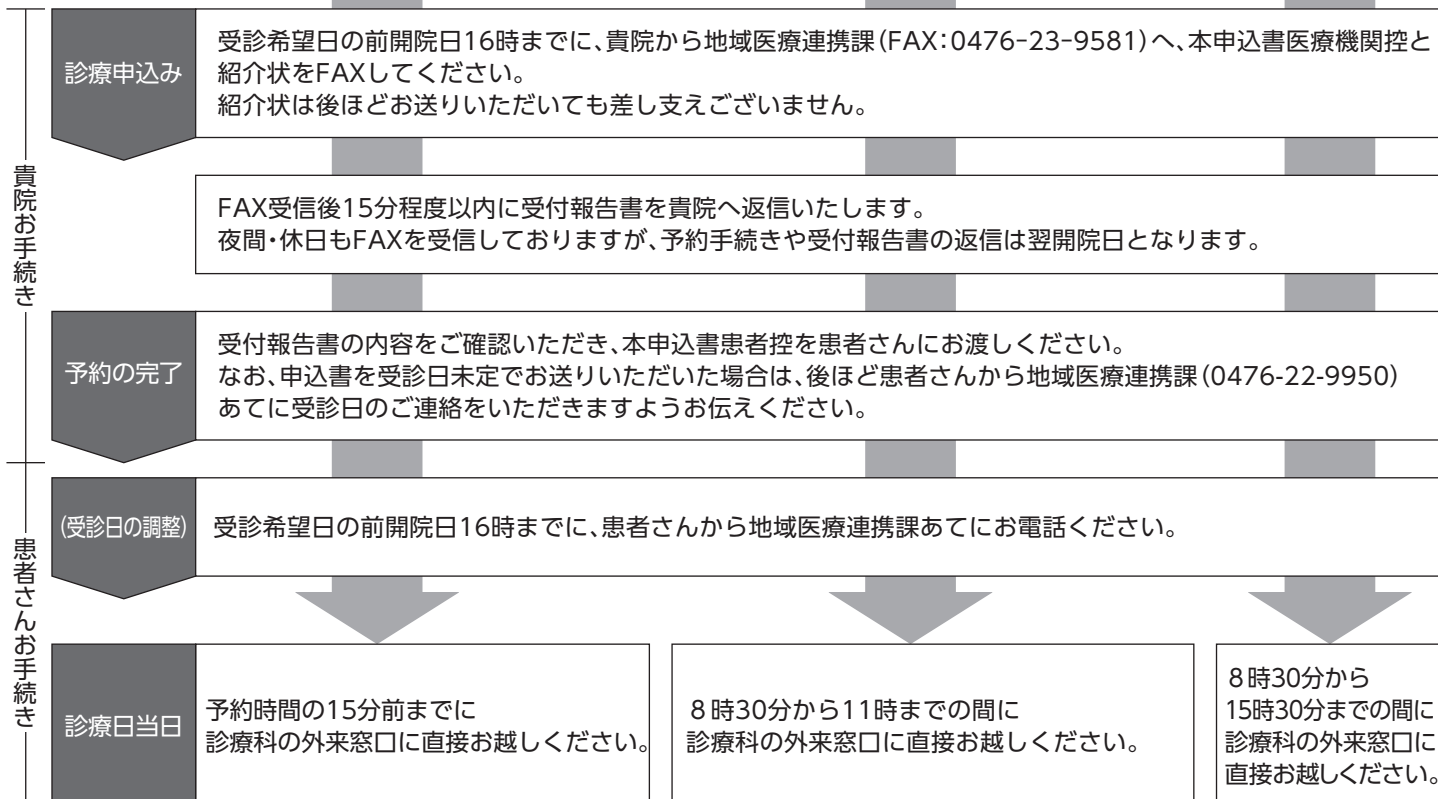 貴院お手続き
診療申込み
受診希望日の前開院日16時までに、貴院から地域医療連携課(FAX:0476-23-9581)へ、本申込書医療機関控と
紹介状をFAXしてください。
紹介状は後ほどお送りいただいても差し支えございません。
FAX受信後15分程度以内に受付報告書を貴院へ返信いたします。
夜間・休日もFAXを受信しておりますが、予約手続きや受付報告書の返信は翌開院日となります。
予約の完了
受付報告書の内容をご確認いただき、本申込書患者控を患者さんにお渡しください。
なお、申込書を受診日未定でお送りいただいた場合は、後ほど患者さんから地域医療連携課(0476-22-9950)
あてに受診日のご連絡をいただきますようお伝えください。
患者さんお手続き
(受診日の調整)
受診希望日の前開院日16時までに、患者さんから地域医療連携課あてにお電話ください。
診療日当日
予約時間の15分前までに
診療科の外来窓口に直接お越しください。
8時30分から11時までの間に
診療科の外来窓口に直接お越しください。
8時30分から
15時30分までの間に
診療科の外来窓口に
直接お越しください。